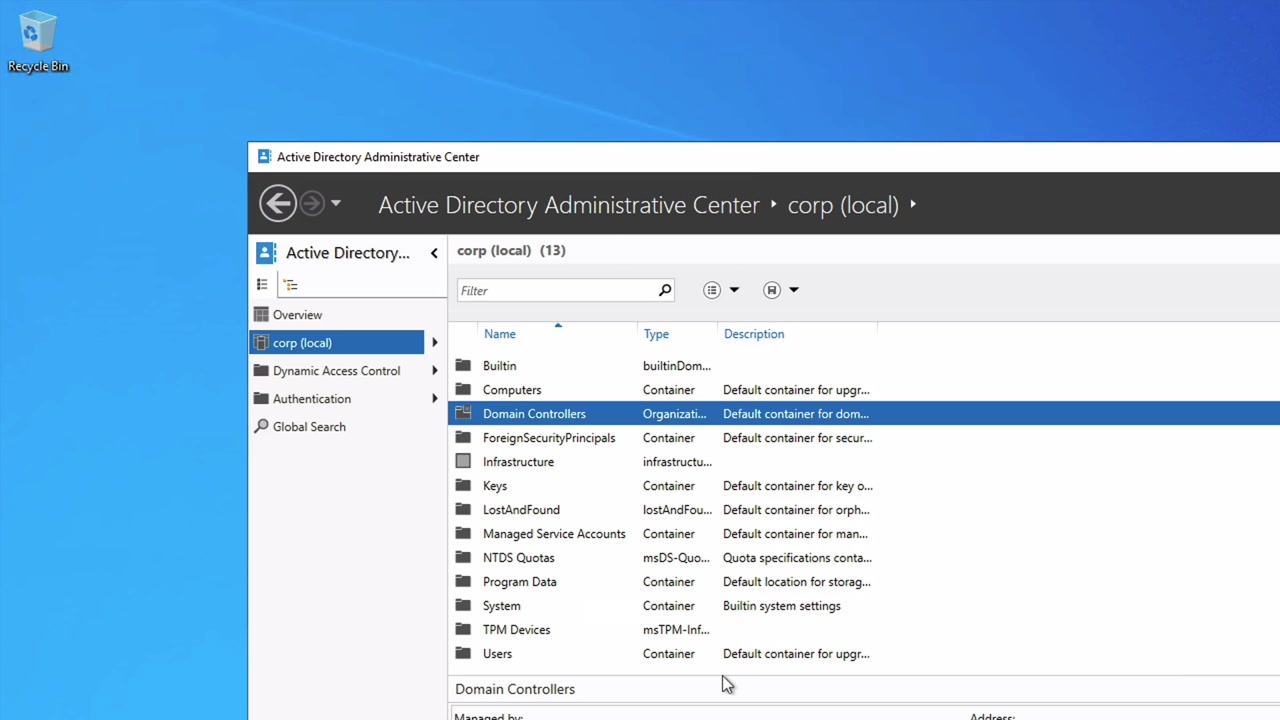 Recycle Bin
Active Directory Administrative Center
Active Directory Administrative Center corp (local)
Active Directory...
corp (local) (13)
Filter
Overview
corp (local)
Dynamic Access Control
Authentication
Global Search
Name Type Description
Builtin builtinDom...
Computers Container Default container for upgr...
Domain Controllers Organizati... Default container for dom...
ForeignSecurityPrincipals Container Default container for secur...
Infrastructure infrastructu...
Keys Container Default container for key o...
LostAndFound lostAndFou... Default container for orph...
Managed Service Accounts Container Default container for man...
NTDS Quotas msDS-Quo... Quota specifications conta...
Program Data Container Default location for storag...
System Container Builtin system settings
TPM Devices msTPM-Inf...
Users Container Default container for upgr...
Domain Controllers
Managed by: Address: